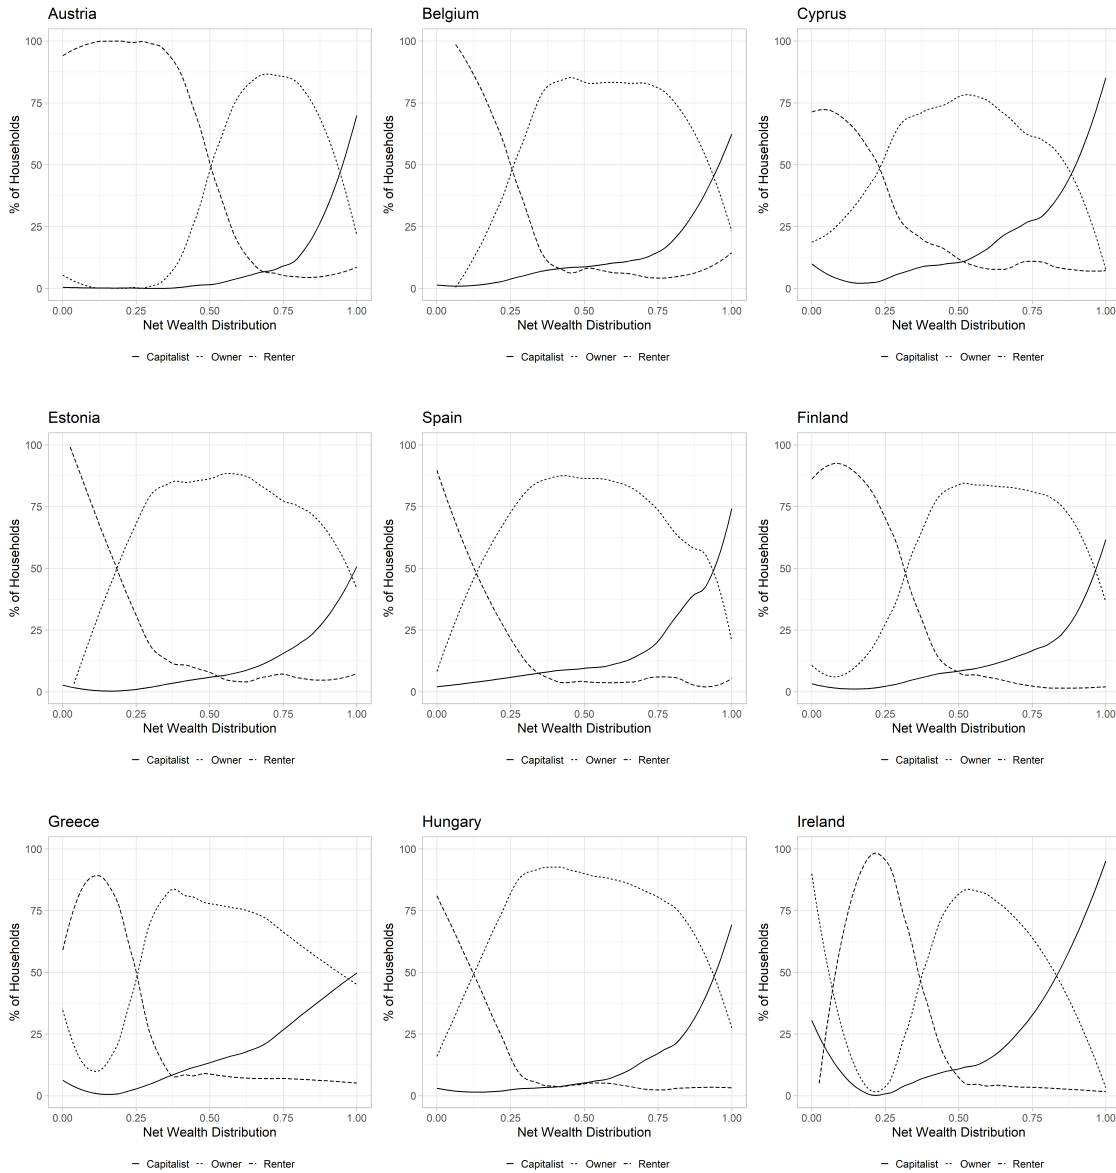 Austria
% of Households
100
75
50
25
0
0.00 0.25 0.50 0.75 1.00
Net Wealth Distribution
Capitalist Owner Renter
Belgium
% of Households
100
75
50
25
0
0.00 0.25 0.50 0.75 1.00
Net Wealth Distribution
Capitalist Owner Renter
Cyprus
% of Households
100
75
50
25
0
0.00 0.25 0.50 0.75 1.00
Net Wealth Distribution
Capitalist Owner Renter
Estonia
% of Households
100
75
50
25
0
0.00 0.25 0.50 0.75 1.00
Net Wealth Distribution
Capitalist Owner Renter
Spain
% of Households
100
75
50
25
0
0.00 0.25 0.50 0.75 1.00
Net Wealth Distribution
Capitalist Owner Renter
Finland
% of Households
100
75
50
25
0
0.00 0.25 0.50 0.75 1.00
Net Wealth Distribution
Capitalist Owner Renter
Greece
% of Households
100
75
50
25
0
0.00 0.25 0.50 0.75 1.00
Net Wealth Distribution
Capitalist Owner Renter
Hungary
% of Households
100
75
50
25
0
0.00 0.25 0.50 0.75 1.00
Net Wealth Distribution
Capitalist Owner Renter
Ireland
% of Households
100
75
50
25
0
0.00 0.25 0.50 0.75 1.00
Net Wealth Distribution
Capitalist Owner Renter